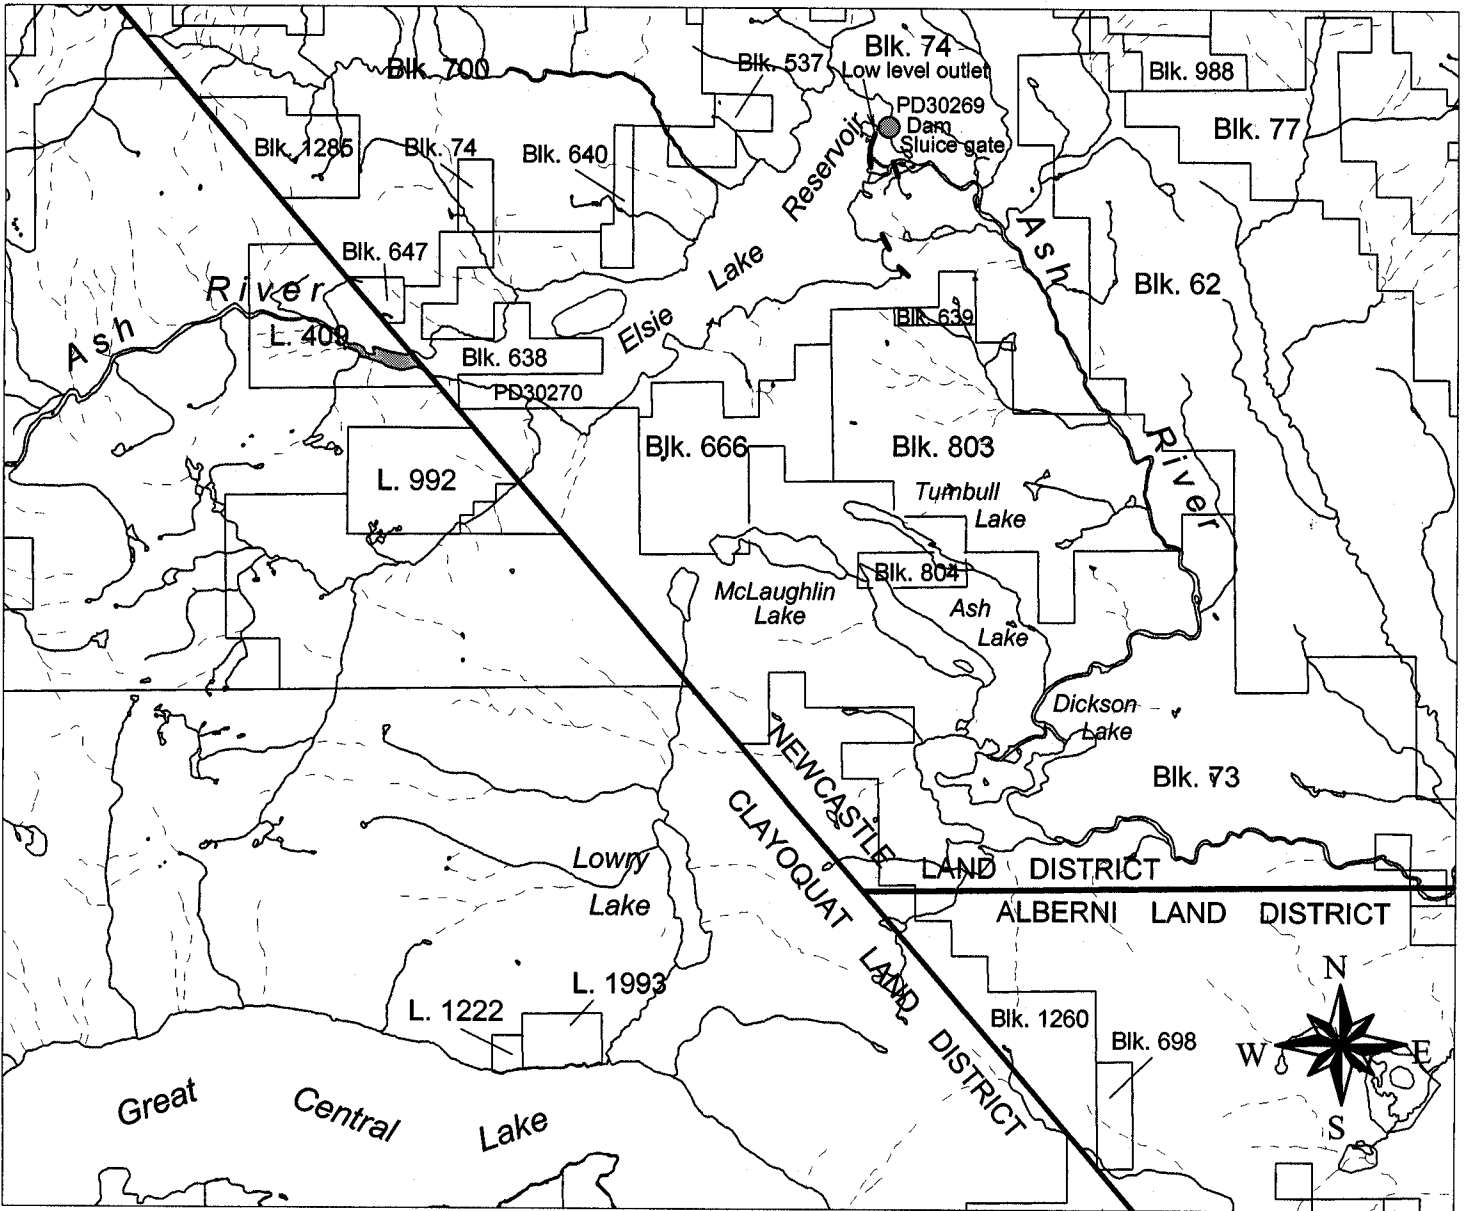 Blk. 700
Blk. 537
Blk. 74
Low level outlet
Blk. 988
PD30269
Dam
Sluice gate
Blk. 77
Blk. 1285
Blk. 74
Blk. 640
Reservoir
Blk. 647
Lake
Elsie
Ash
River
Blk. 62
Ash River
L. 409
Blk. 638
Blk. 639
PD30270
Blk. 666
Blk. 803
L. 992
Turnbull
Lake
Blk. 804
McLaughlin
Lake
Ash
Lake
Dickson
Lake
Blk. 73
NEWCASTLE
LAND DISTRICT
CLAYOQUAT LAND DISTRICT
ALBERNI LAND DISTRICT
Lowry
Lake
L. 1993
L. 1222
Blk. 1260
Blk. 698
N
W
E
S
Great Central Lake